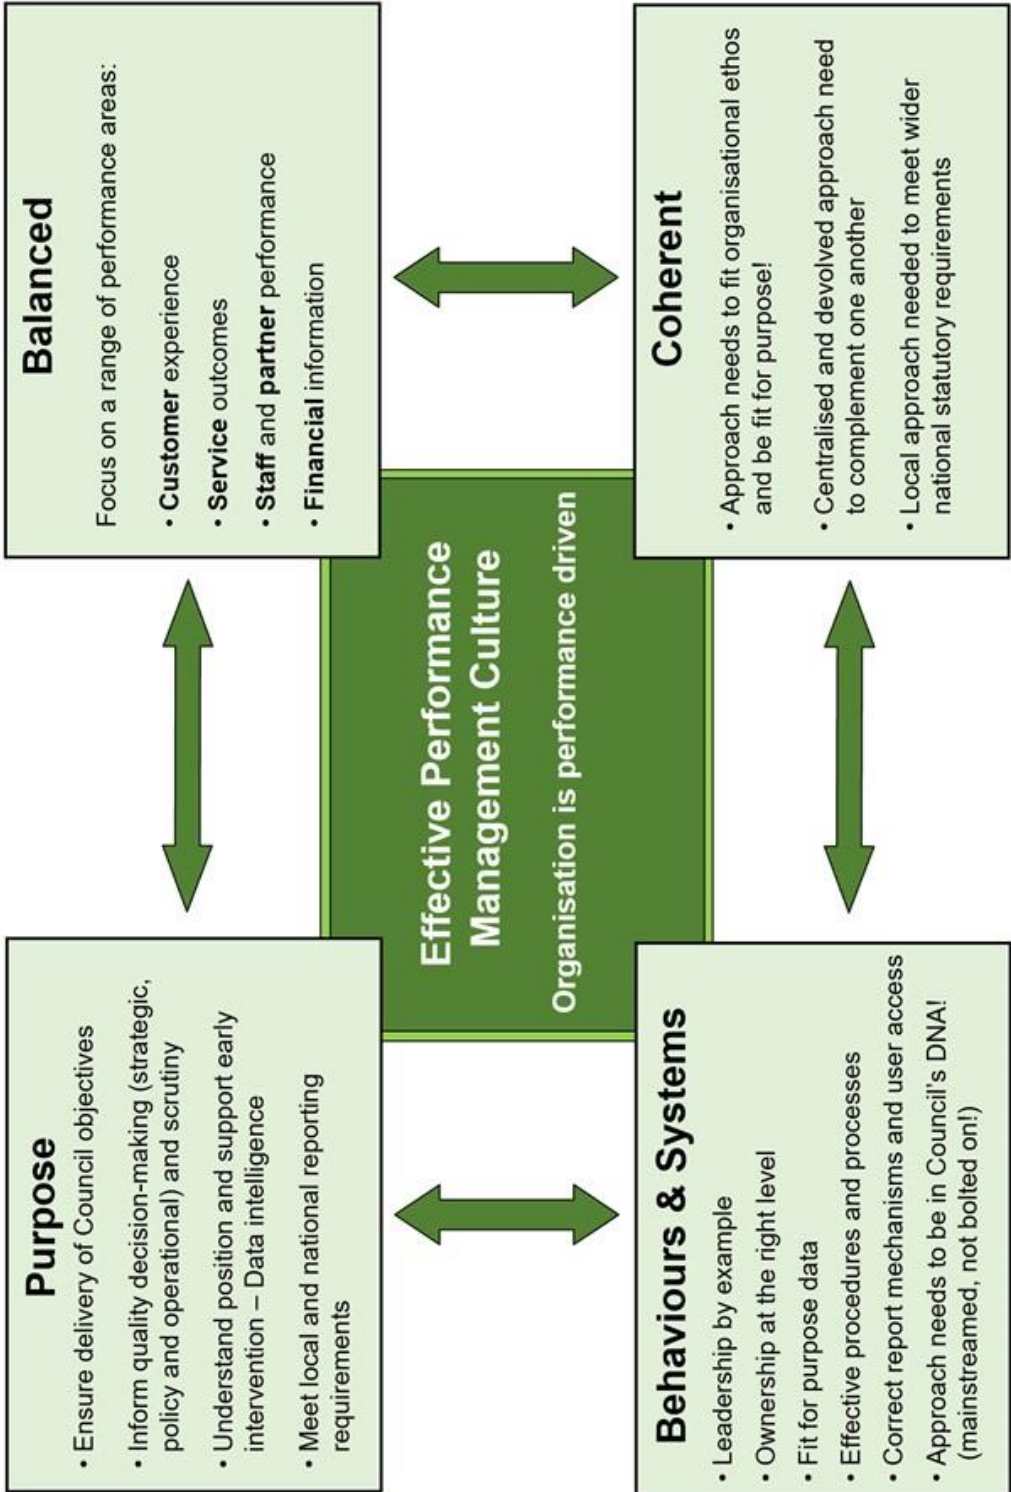 Purpose
• Ensure delivery of Council objectives
• Inform quality decision-making (strategic,
policy and operational) and scrutiny
• Understand position and support early
intervention – Data intelligence
• Meet local and national reporting
requirements
Balanced
Focus on a range of performance areas:
• Customer experience
• Service outcomes
• Staff and partner performance
• Financial information
Effective Performance
Management Culture
Organisation is performance driven
Behaviours & Systems
• Leadership by example
• Ownership at the right level
• Fit for purpose data
• Effective procedures and processes
• Correct report mechanisms and user access
• Approach needs to be in Council's DNA!
(mainstreamed, not bolted on!)
Coherent
• Approach needs to fit organisational ethos
and be fit for purpose!
• Centralised and devolved approach need
to complement one another
• Local approach needed to meet wider
national statutory requirements